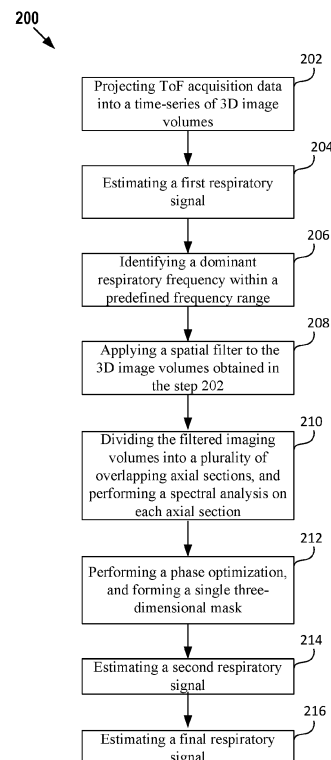 200
202
Projecting ToF acquisition data
into a time-series of 3D image
volumes
204
Estimating a first respiratory
signal
206
Identifying a dominant
respiratory frequency within a
predefined frequency range
208
Applying a spatial filter to the
3D image volumes obtained in
the step 202
210
Dividing the filtered imaging
volumes into a plurality of
overlapping axial sections, and
performing a spectral analysis on
each axial section
212
Performing a phase optimization,
and forming a single three-
dimensional mask
214
Estimating a second respiratory
signal
216
Estimating a final respiratory
signal